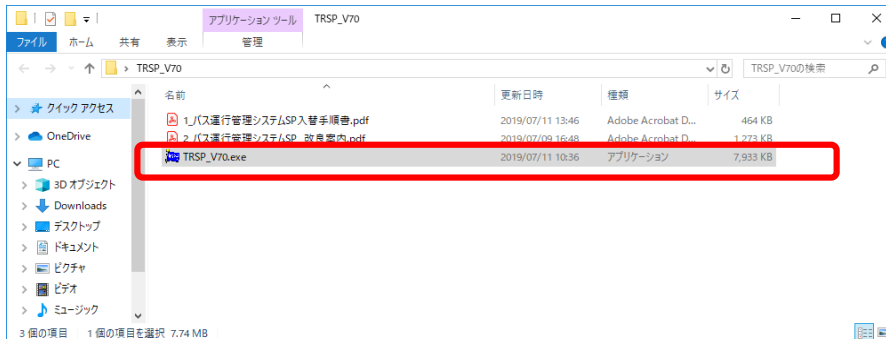 アプリケーション ツール TRSP_V70
ファイル ホーム 共有 表示 管理
TRSP_V70 TRSP_V70の検索
名前 更新日時 種類 サイズ
クイック アクセス
1_バス運行管理システムSP入替手順書.pdf 2019/07/11 13:46 Adobe Acrobat D... 464 KB
OneDrive
2_バス運行管理システムSP_改良案内.pdf 2019/07/09 16:48 Adobe Acrobat D... 1,273 KB
PC
TRSP_V70.exe 2019/07/11 10:36 アプリケーション 7,933 KB
3D オブジェクト
Downloads
デスクトップ
ドキュメント
ピクチャ
ビデオ
ミュージック
3 個の項目 1 個の項目を選択 7.74 MB